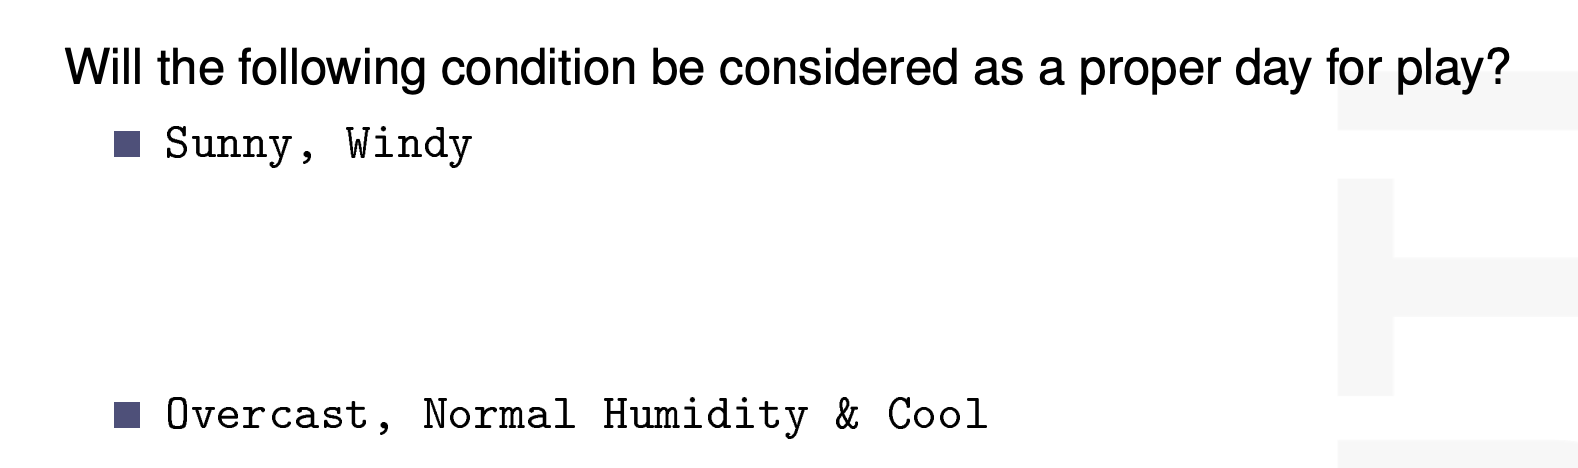 Will the following condition be considered as a proper day for play?
Sunny, Windy
Overcast, Normal Humidity & Cool